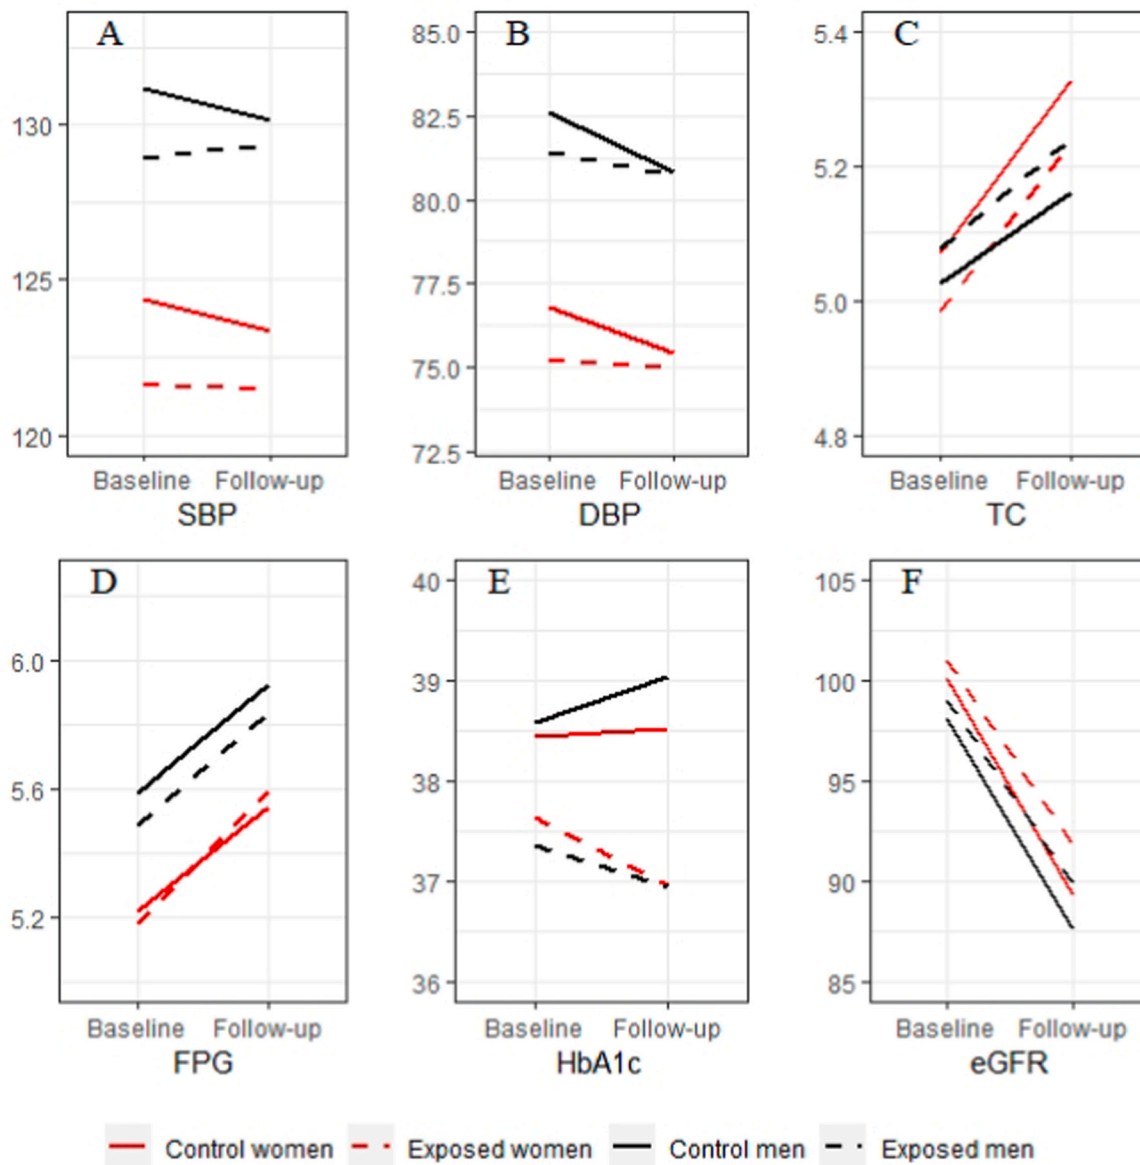 A
130
125
120
Baseline Follow-up
SBP
B
85.0
82.5
80.0
77.5
75.0
72.5
Baseline Follow-up
DBP
C
5.4
5.2
5.0
4.8
Baseline Follow-up
TC
D
6.0
5.6
5.2
Baseline Follow-up
FPG
E
40
39
38
37
36
Baseline Follow-up
HbA1c
F
105
100
95
90
85
Baseline Follow-up
eGFR
Control women Exposed women Control men Exposed men